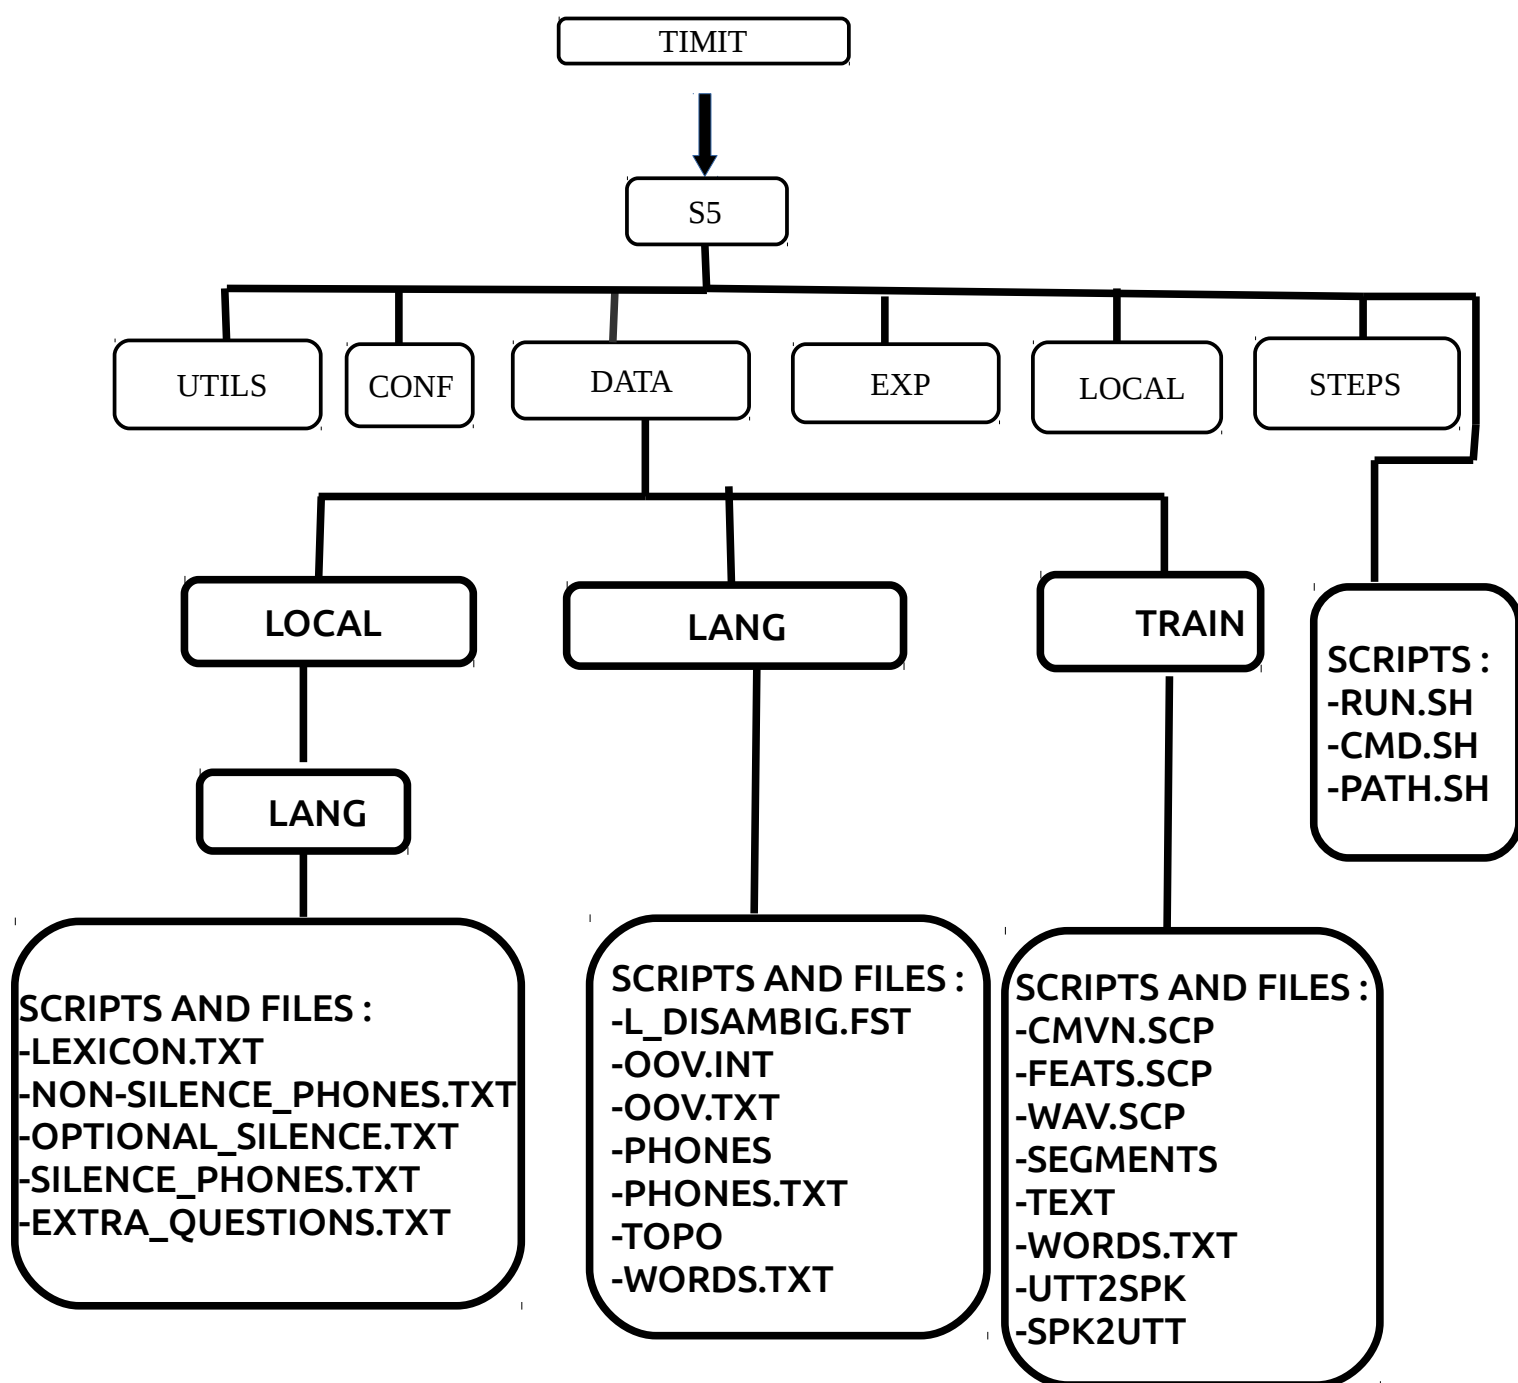 TIMIT
S5
UTILS
CONF
DATA
EXP
LOCAL
STEPS
LOCAL
LANG
TRAIN
SCRIPTS :
-RUN.SH
-CMD.SH
-PATH.SH
LANG
SCRIPTS AND FILES :
-LEXICON.TXT
-NON-SILENCE_PHONES.TXT
-OPTIONAL_SILENCE.TXT
-SILENCE_PHONES.TXT
-EXTRA_QUESTIONS.TXT
SCRIPTS AND FILES :
-L_DISAMBIG.FST
-OOV.INT
-OOV.TXT
-PHONES
-PHONES.TXT
-TOPO
-WORDS.TXT
SCRIPTS AND FILES :
-CMVN.SCP
-FEATS.SCP
-WAV.SCP
-SEGMENTS
-TEXT
-WORDS.TXT
-UTT2SPK
-SPK2UTT